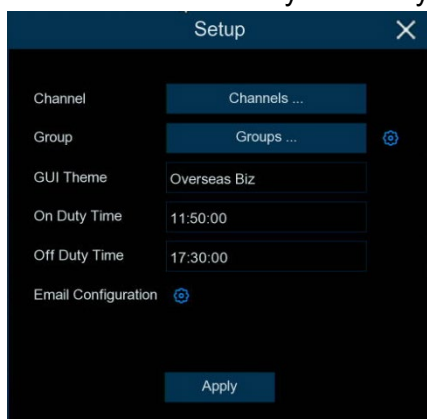 Setup
Channel Channels ...
Group Groups ...
GUI Theme Overseas Biz
On Duty Time 11:50:00
Off Duty Time 17:30:00
Email Configuration
Apply